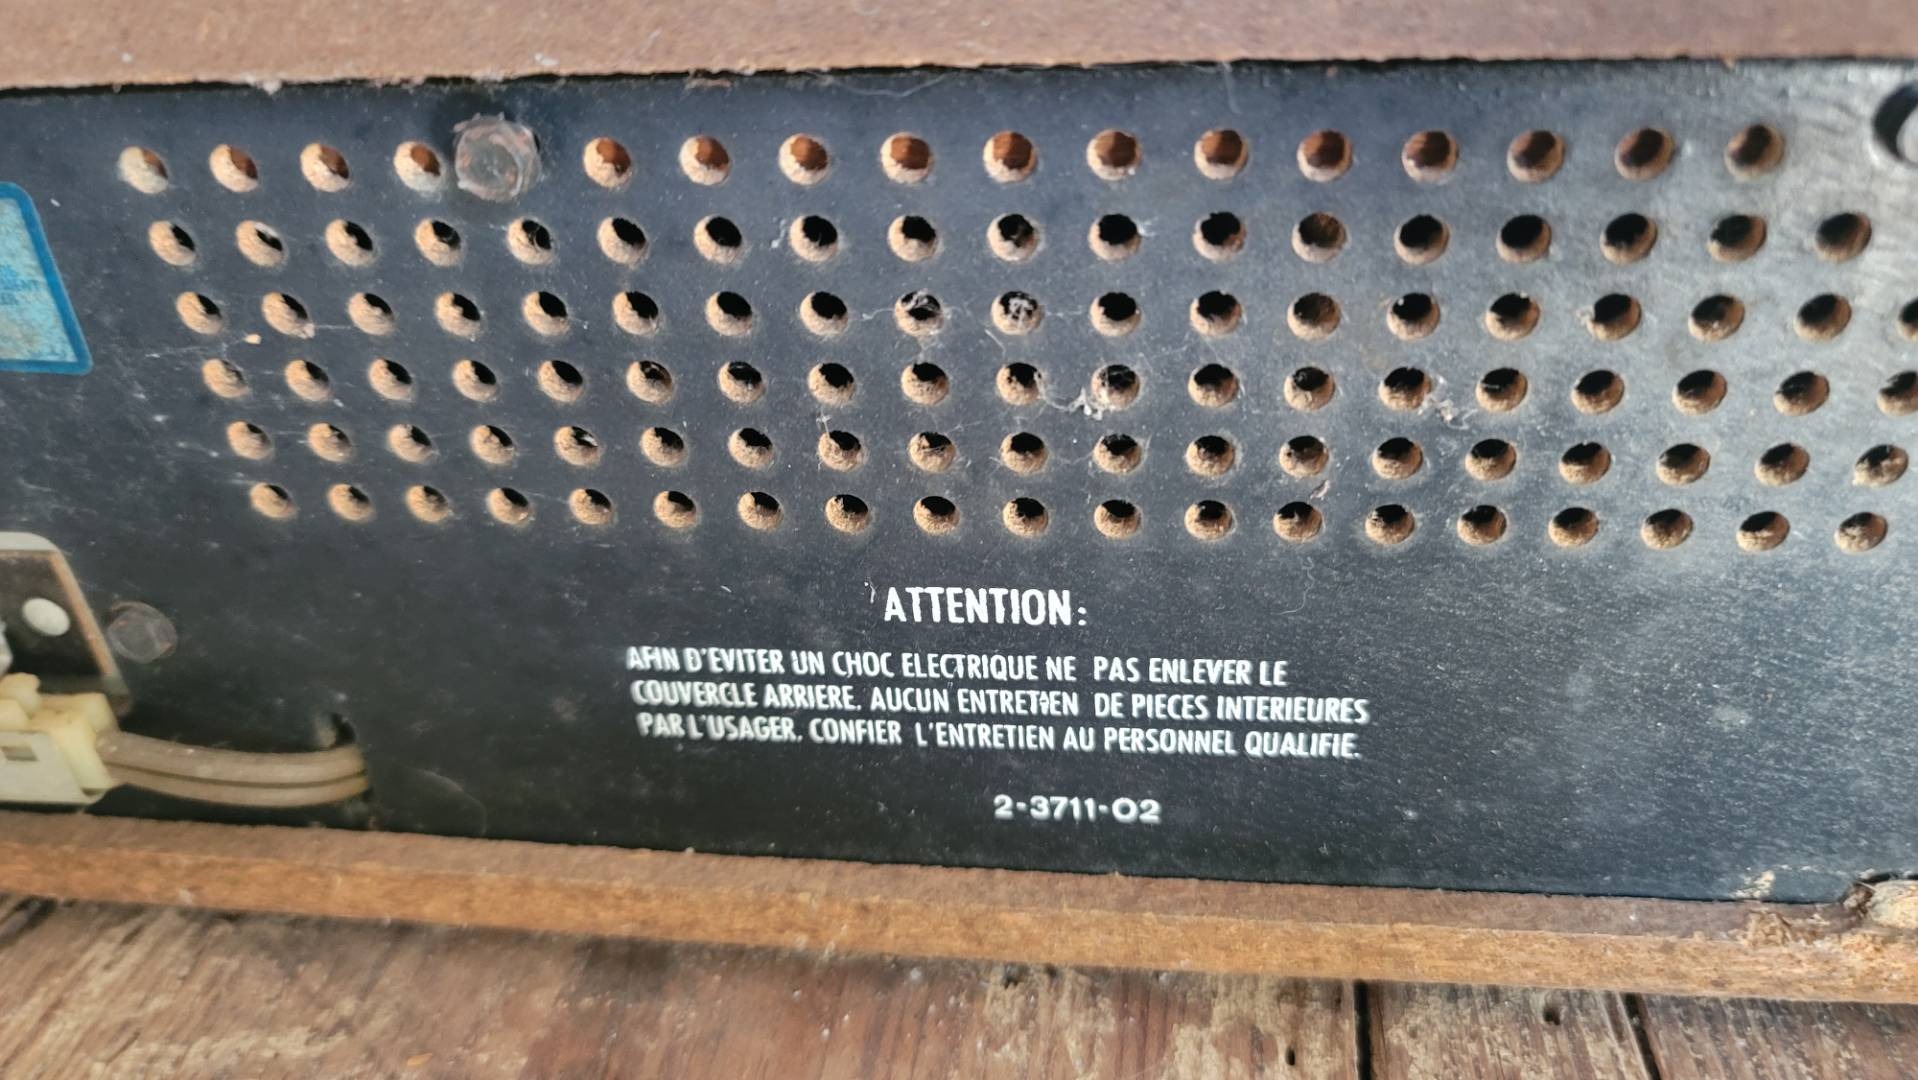 ATTENTION:
AFIN D'EVITER UN CHOC ELECTRIQUE NE PAS ENLEVER LE
COUVERCLE ARRIERE. AUCUN ENTRETIEN DE PIECES INTERIEURES
PAR L'USAGER. CONFIER L'ENTRETIEN AU PERSONNEL QUALIFIE.
2-3711-02